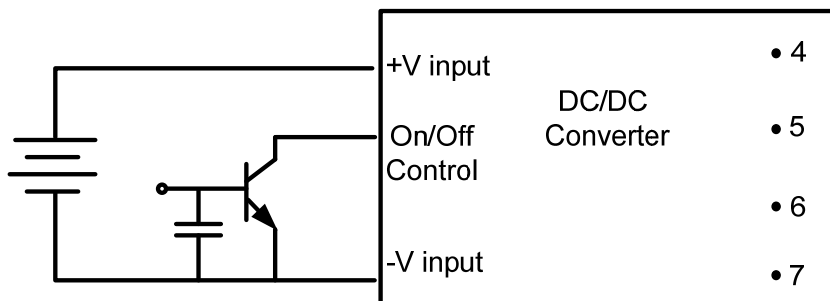 +V input
On/Off
Control
-V input
DC/DC
Converter
4
5
6
7